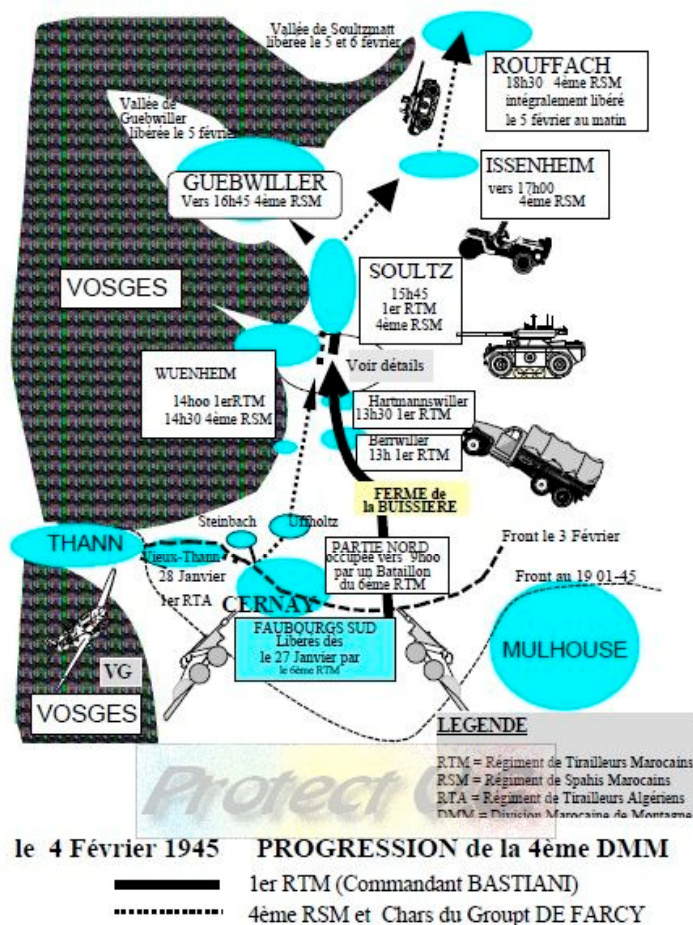 Vallée de Soultzmatt
libérée le 5 et 6 février
ROUFFACH
18h30 4ème RSM
intégralement libéré
le 5 février au matin
Vallée de
Guebwiller
libérée le 5 février
GUEBWILLER
Vers 16h45 4ème RSM
ISSENHEIM
vers 17h00
4ème RSM
SOULTZ
15h45
1er RTM
4ème RSM
VOSGES
Voir détails
WUENHEIM
14hoo 1erRTM
14h30 4ème RSM
Hartmannswiller
13h30 1er RTM
Berrwiller
13h 1er RTM
FERME de
la BUISSIERE
Steinbach
Uffholtz
THANN
Vieux-Thann
28 Janvier
1er RTA
PARTIE NORD
occupée vers 9hoo
par un Bataillon
du 6ème RTM
Front le 3 Février
Front au 19 01-45
CERNAY
FAUBOURGS SUD
Libérés dès
le 27 Janvier par
le 6ème RTM
MULHOUSE
VG
VOSGES
LEGENDE
RTM = Régiment de Tirailleurs Marocains
RSM = Régiment de Spahis Marocains
RTA = Régiment de Tirailleurs Algériens
DMM = Division Marocaine de Montagne
Protect
le 4 Février 1945 PROGRESSION de la 4ème DMM
1er RTM (Commandant BASTIANI)
4ème RSM et Chars du Groupt DE FARCY